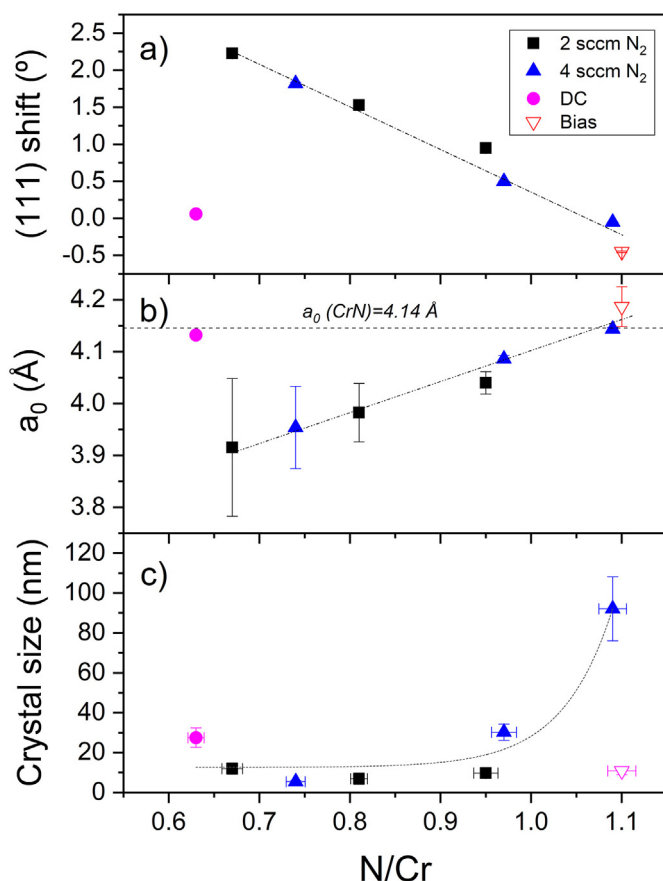 a)
2 sccm N₂
4 sccm N₂
DC
Bias
(111) shift (º)
2.5
2.0
1.5
1.0
0.5
0.0
-0.5
b)
a₀ (CrN)=4.14 Å
a₀ (Å)
4.2
4.1
4.0
3.9
3.8
c)
Crystal size (nm)
120
100
80
60
40
20
0
0.6 0.7 0.8 0.9 1.0 1.1
N/Cr